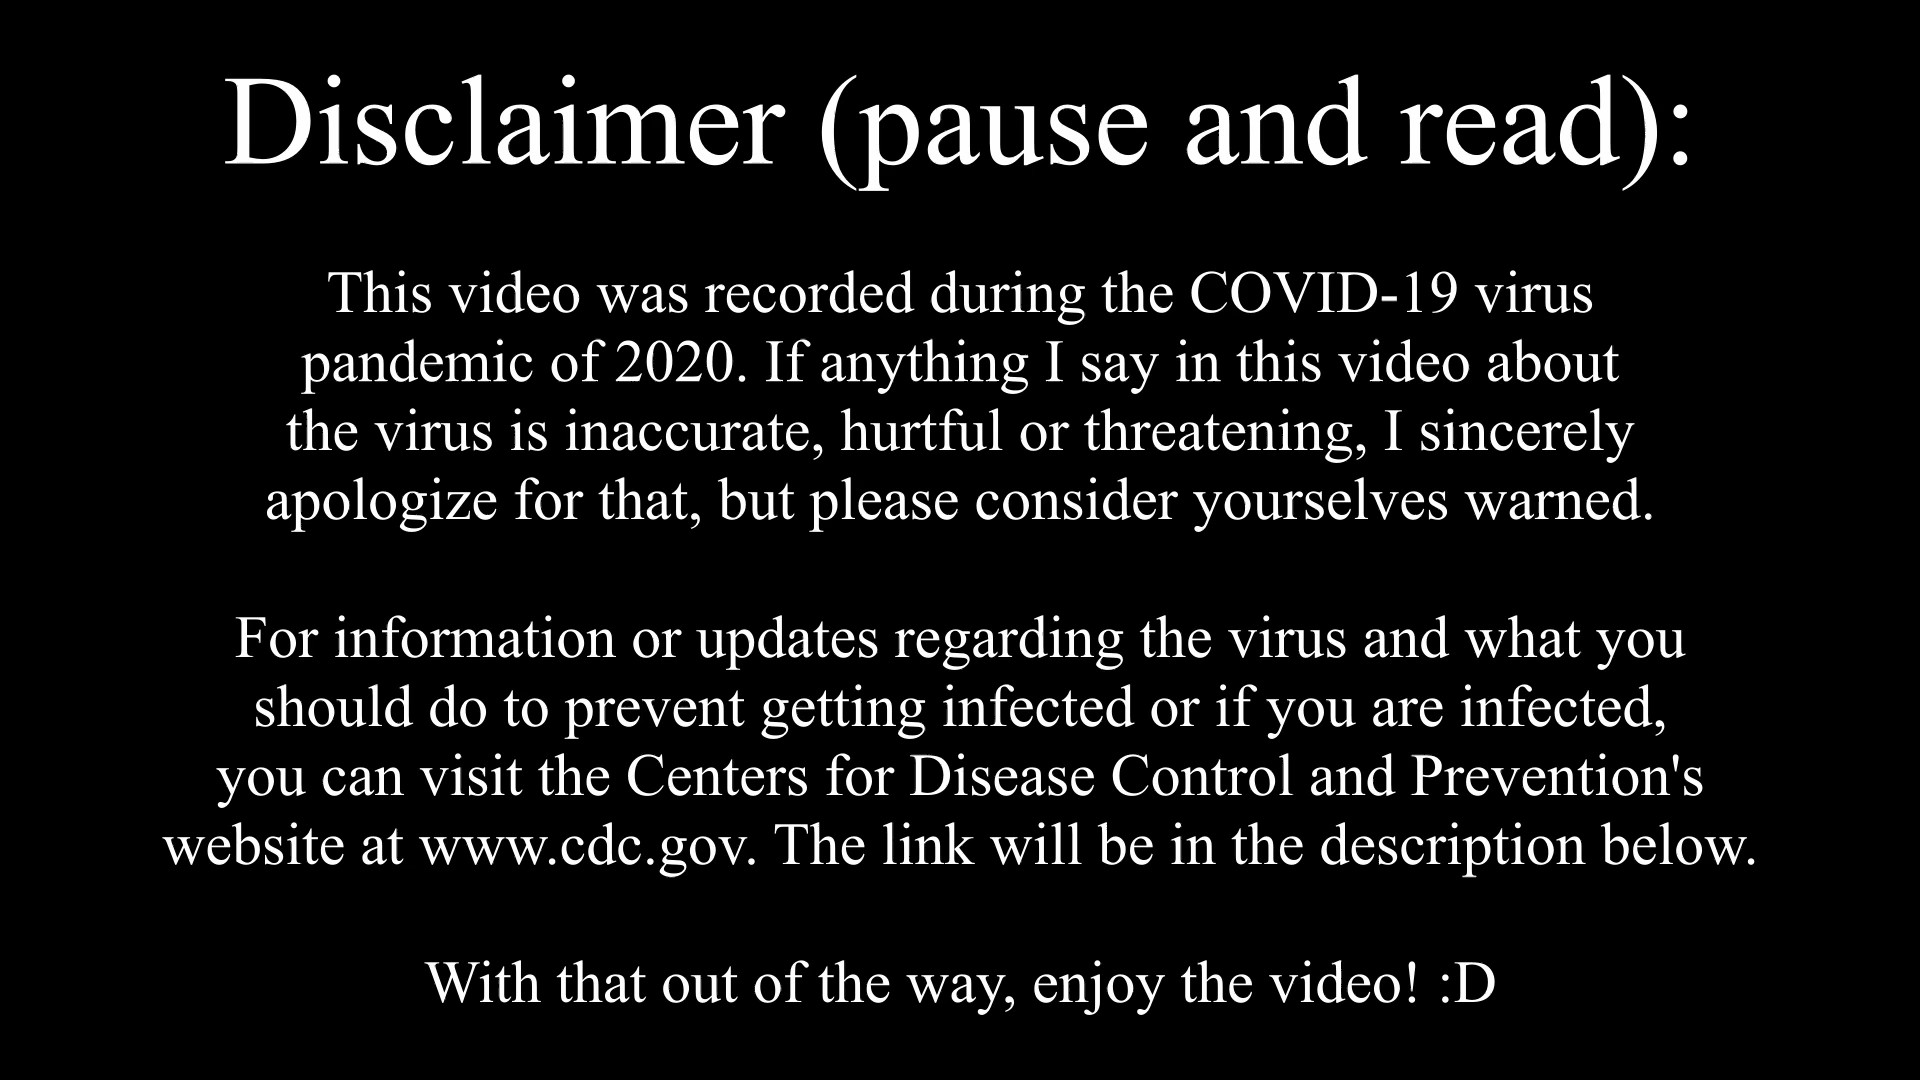 Disclaimer (pause and read):
This video was recorded during the COVID-19 virus
pandemic of 2020. If anything I say in this video about
the virus is inaccurate, hurtful or threatening, I sincerely
apologize for that, but please consider yourselves warned.
For information or updates regarding the virus and what you
should do to prevent getting infected or if you are infected,
you can visit the Centers for Disease Control and Prevention's
website at www.cdc.gov. The link will be in the description below.
With that out of the way, enjoy the video! :D